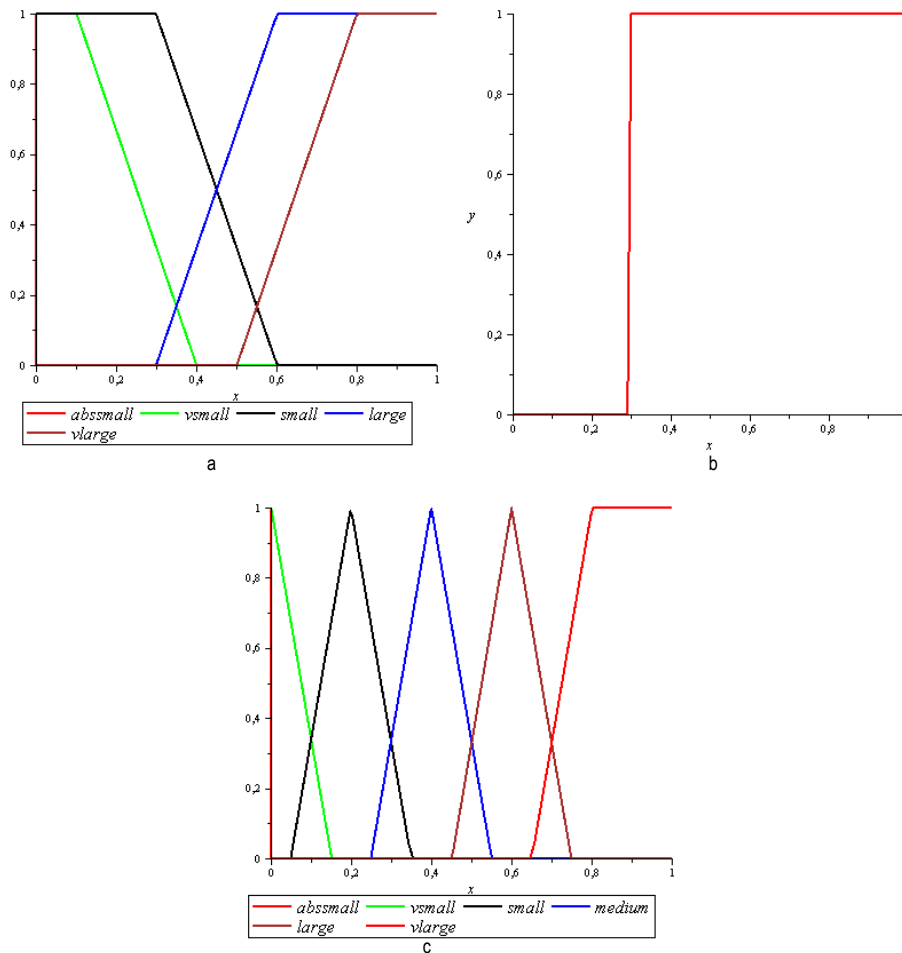 1 1
0,8 0,8
0,6 0,6
y
0,4 0,4
0,2 0,2
0 0
0 0,2 0,4 0,6 0,8 1 0 0,2 0,4 0,6 0,8
x x
abssmall vsmall small large
vlarge
a b
1
0,8
0,6
0,4
0,2
0
0 0,2 0,4 0,6 0,8 1
x
abssmall vsmall small medium
large vlarge
c